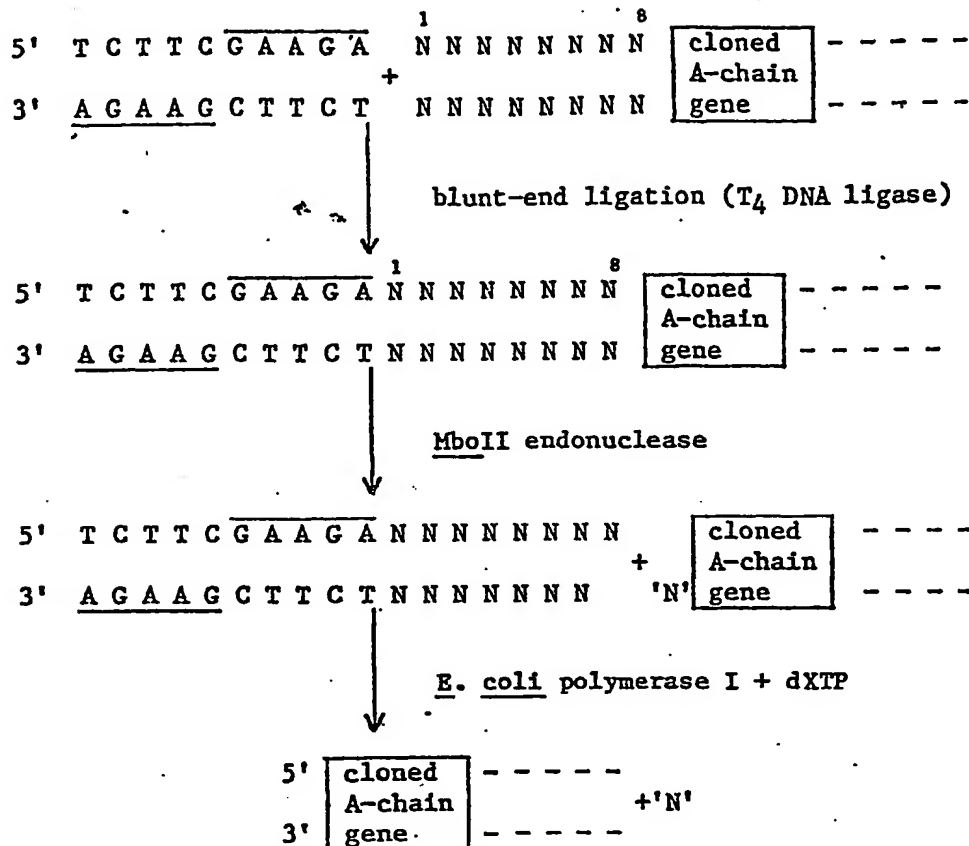 1 8
5' T C T T C G A A G A N N N N N N N N cloned - - - - -
+ A-chain
3' A G A A G C T T C T N N N N N N N N gene - - - - -
blunt-end ligation (T4 DNA ligase)
1 8
5' T C T T C G A A G A N N N N N N N N cloned - - - - -
A-chain
3' A G A A G C T T C T N N N N N N N N gene - - - - -
MboII endonuclease
5' T C T T C G A A G A N N N N N N N N cloned - - - -
+ A-chain
3' A G A A G C T T C T N N N N N N N 'N' gene - - - -
E. coli polymerase I + dXTP
5' cloned - - - - -
A-chain +'N'
3' gene. - - - - -